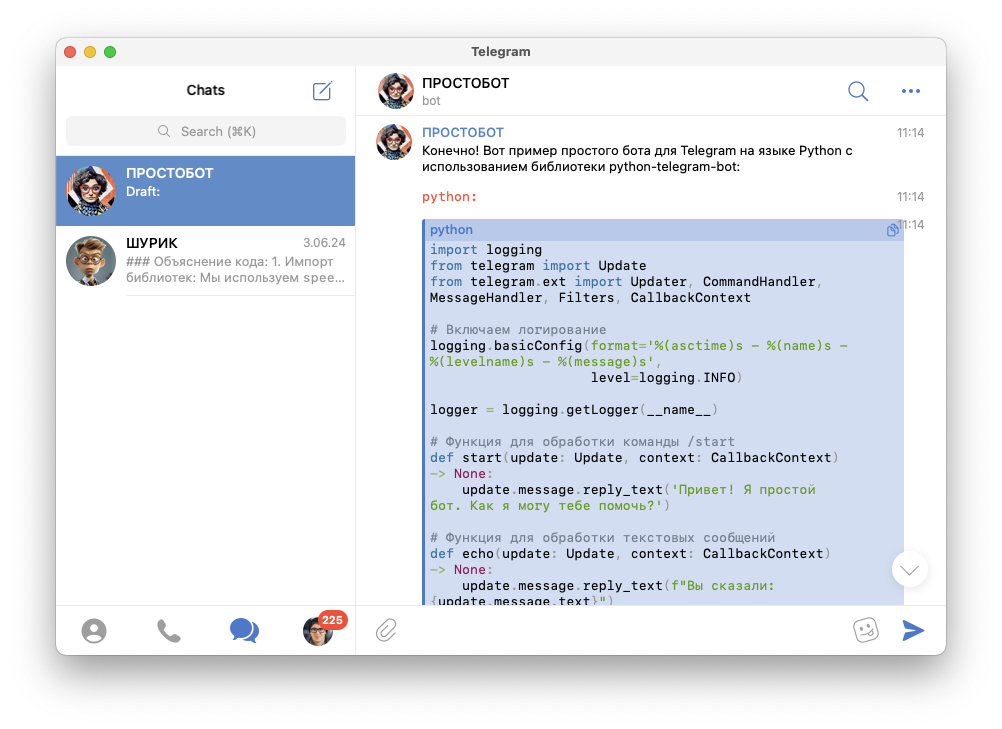 Telegram
Chats
Search (⌘K)
ПРОСТОБОТ
Draft:
ШУРИК
3.06.24
### Объяснение кода: 1. Импорт
библиотек: Мы используем spee...
225
ПРОСТОБОТ
bot
ПРОСТОБОТ
11:14
Конечно! Вот пример простого бота для Telegram на языке Python с
использованием библиотеки python-telegram-bot:
python:
11:14
python
11:14
import logging
from telegram import Update
from telegram.ext import Updater, CommandHandler,
MessageHandler, Filters, CallbackContext
# Включаем логирование
logging.basicConfig(format='%(asctime)s - %(name)s -
%(levelname)s - %(message)s',
level=logging.INFO)
logger = logging.getLogger(__name__)
# Функция для обработки команды /start
def start(update: Update, context: CallbackContext)
-> None:
update.message.reply_text('Привет! Я простой
бот. Как я могу тебе помочь?')
# Функция для обработки текстовых сообщений
def echo(update: Update, context: CallbackContext)
-> None:
update.message.reply_text(f"Вы сказали:
{update.message.text}")